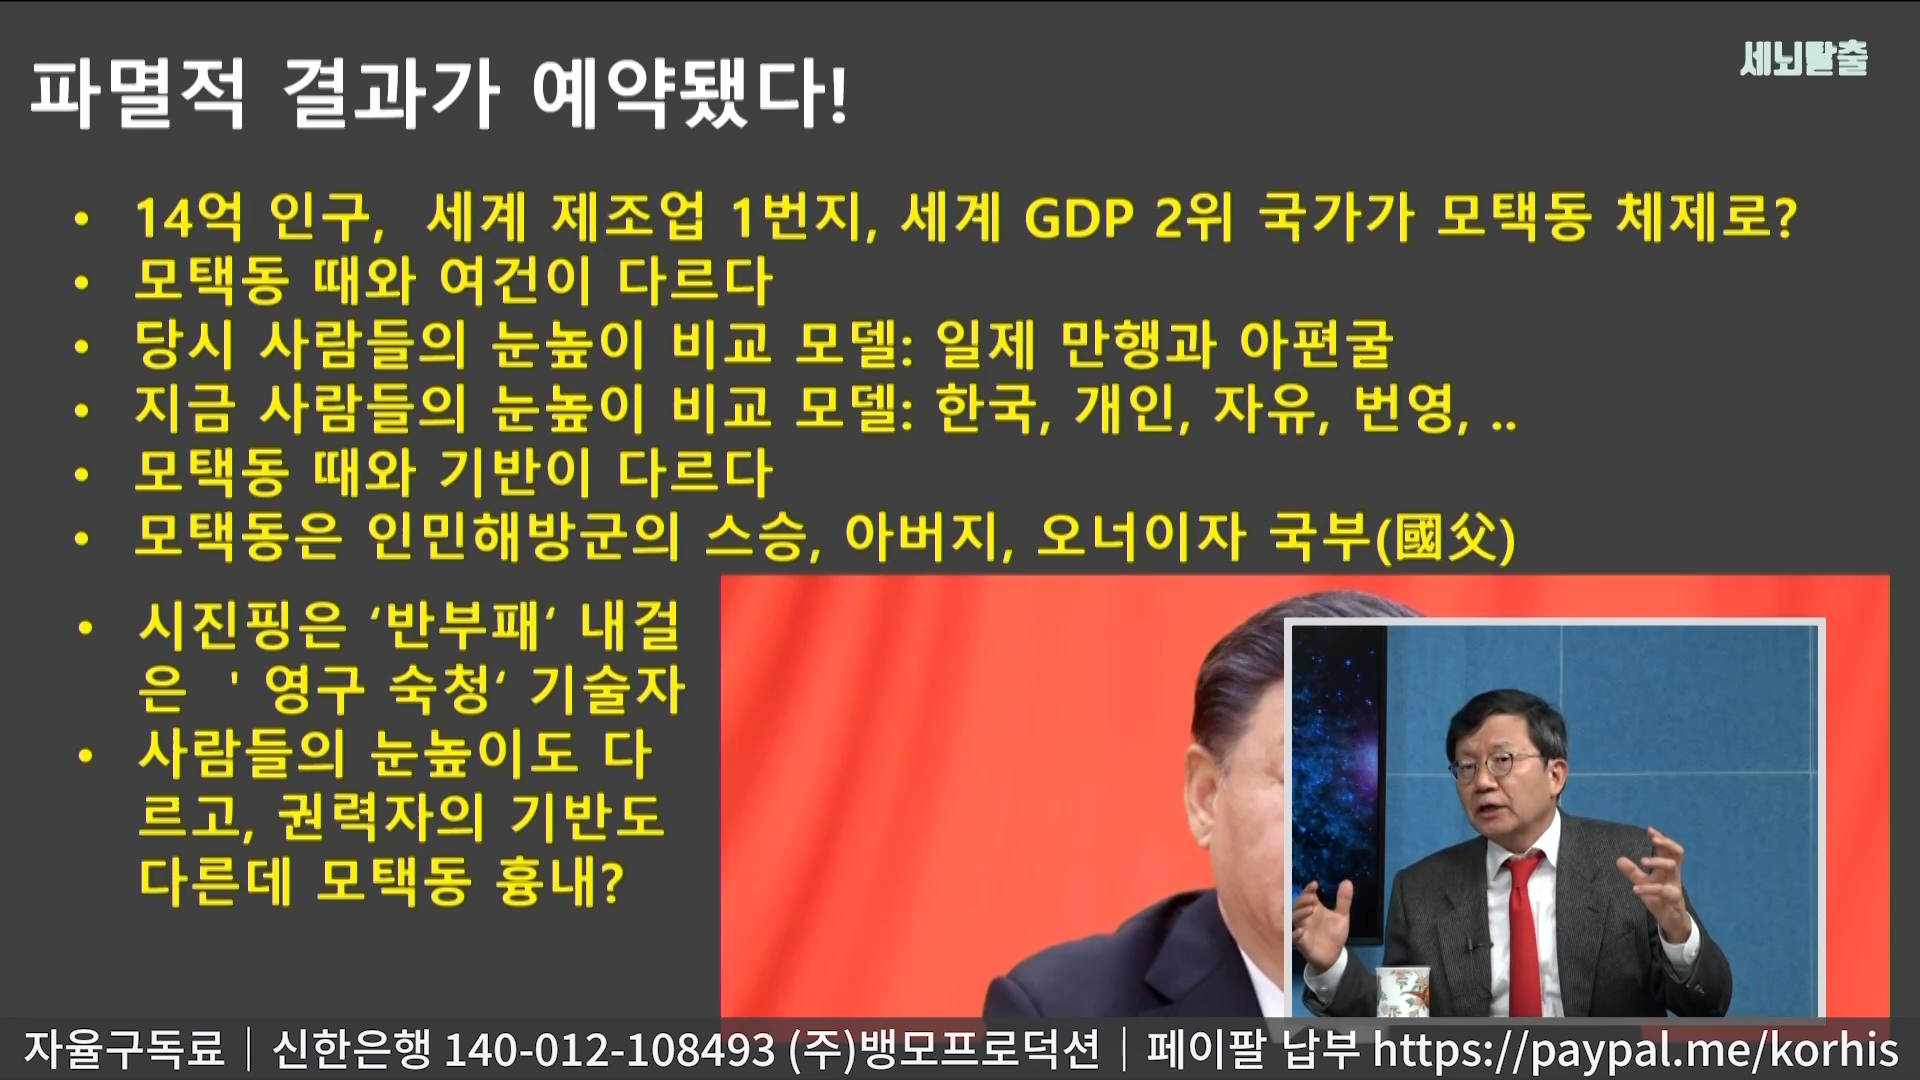 파멸적 결과가 예약됐다!
세뇌탈출
• 14억 인구, 세계 제조업 1번지, 세계 GDP 2위 국가가 모택동 체제로?
• 모택동 때와 여건이 다르다
• 당시 사람들의 눈높이 비교 모델: 일제 만행과 아편굴
• 지금 사람들의 눈높이 비교 모델: 한국, 개인, 자유, 번영, ..
• 모택동 때와 기반이 다르다
• 모택동은 인민해방군의 스승, 아버지, 오너이자 국부(國父)
• 시진핑은 ‘반부패‘ 내걸
은 ' 영구 숙청‘ 기술자
• 사람들의 눈높이도 다
르고, 권력자의 기반도
다른데 모택동 흉내?
자율구독료｜신한은행 140-012-108493 (주)뱅모프로덕션｜페이팔 납부 https://paypal.me/korhis